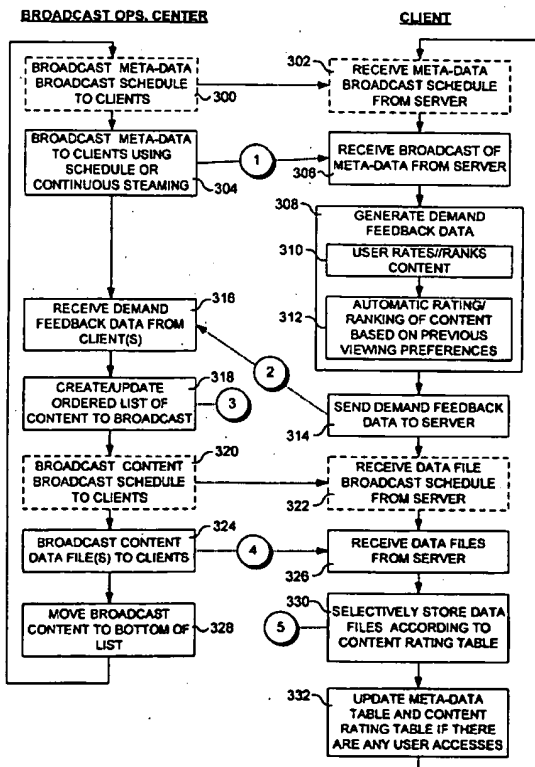 BROADCAST OPS. CENTER
BROADCAST META-DATA
BROADCAST SCHEDULE
TO CLIENTS
300
BROADCAST META-DATA
TO CLIENTS USING
SCHEDULE OR
CONTINUOUS STEAMING
304
1
RECEIVE DEMAND
FEEDBACK DATA FROM
CLIENT(S)
316
2
CREATE/UPDATE
ORDERED LIST OF
CONTENT TO BROADCAST
318
3
320
BROADCAST CONTENT
BROADCAST SCHEDULE
TO CLIENTS
BROADCAST CONTENT
DATA FILE(S) TO CLIENTS
324
4
MOVE BROADCAST
CONTENT TO BOTTOM OF
LIST
328
CLIENT
302
RECEIVE META-DATA
BROADCAST SCHEDULE
FROM SERVER
RECEIVE BROADCAST OF
META-DATA FROM SERVER
306
308
GENERATE DEMAND
FEEDBACK DATA
310
USER RATES//RANKS
CONTENT
312
AUTOMATIC RATING/
RANKING OF CONTENT
BASED ON PREVIOUS
VIEWING PREFERENCES
SEND DEMAND FEEDBACK
DATA TO SERVER
314
RECEIVE DATA FILE
BROADCAST SCHEDULE
FROM SERVER
322
RECEIVE DATA FILES
FROM SERVER
326
330
SELECTIVELY STORE DATA
FILES ACCORDING TO
CONTENT RATING TABLE
5
332
UPDATE META-DATA
TABLE AND CONTENT
RATING TABLE IF THERE
ARE ANY USER ACCESSES